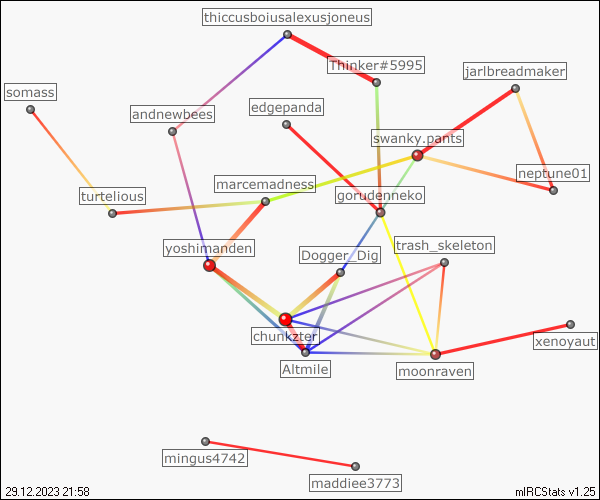 thiccusboiusalexusjoneus
Thinker#5995
jarlbreadmaker
somass
edgepanda
andnewbees
swanky.pants
neptune01
marcemadness
turtelious
gorudenneko
yoshimanden
Dogger_Dig
trash_skeleton
chunkzter
xenoyaut
Altmile
moonraven
mingus4742
maddiee3773
29.12.2023 21:58
mIRCStats v1.25